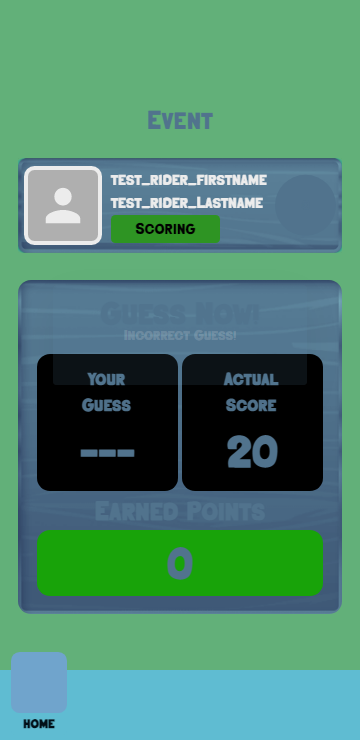 Event
TEST_RIDER_FIRSTNAME
TEST_RIDER_LASTNAME
Scoring
Guess Now!
Incorrect Guess!
Your
Guess
Actual
Score
---
20
Earned Points
0
HOME